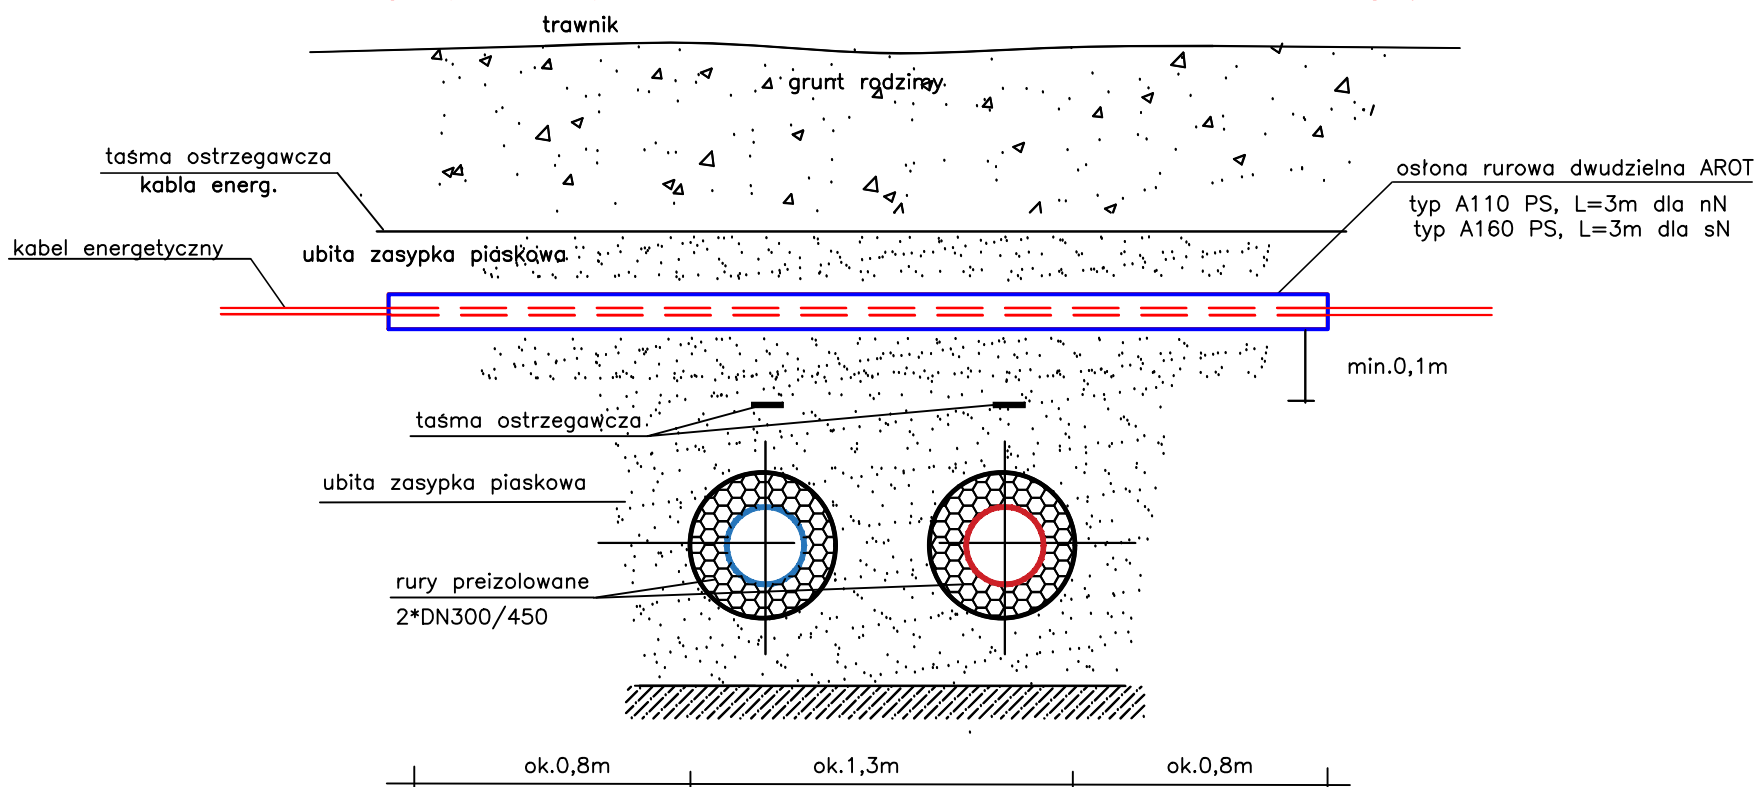 trawnik
grunt rodzimy
taśma ostrzegawcza
kabla energ.
osłona rurowa dwudzielna AROT
typ A110 PS, L=3m dla nN
typ A160 PS, L=3m dla sN
kabel energetyczny
ubita zasypka piaskowa
min.0,1m
taśma ostrzegawcza
ubita zasypka piaskowa
rury preizolowane
2*DN300/450
ok.0,8m
ok.1,3m
ok.0,8m